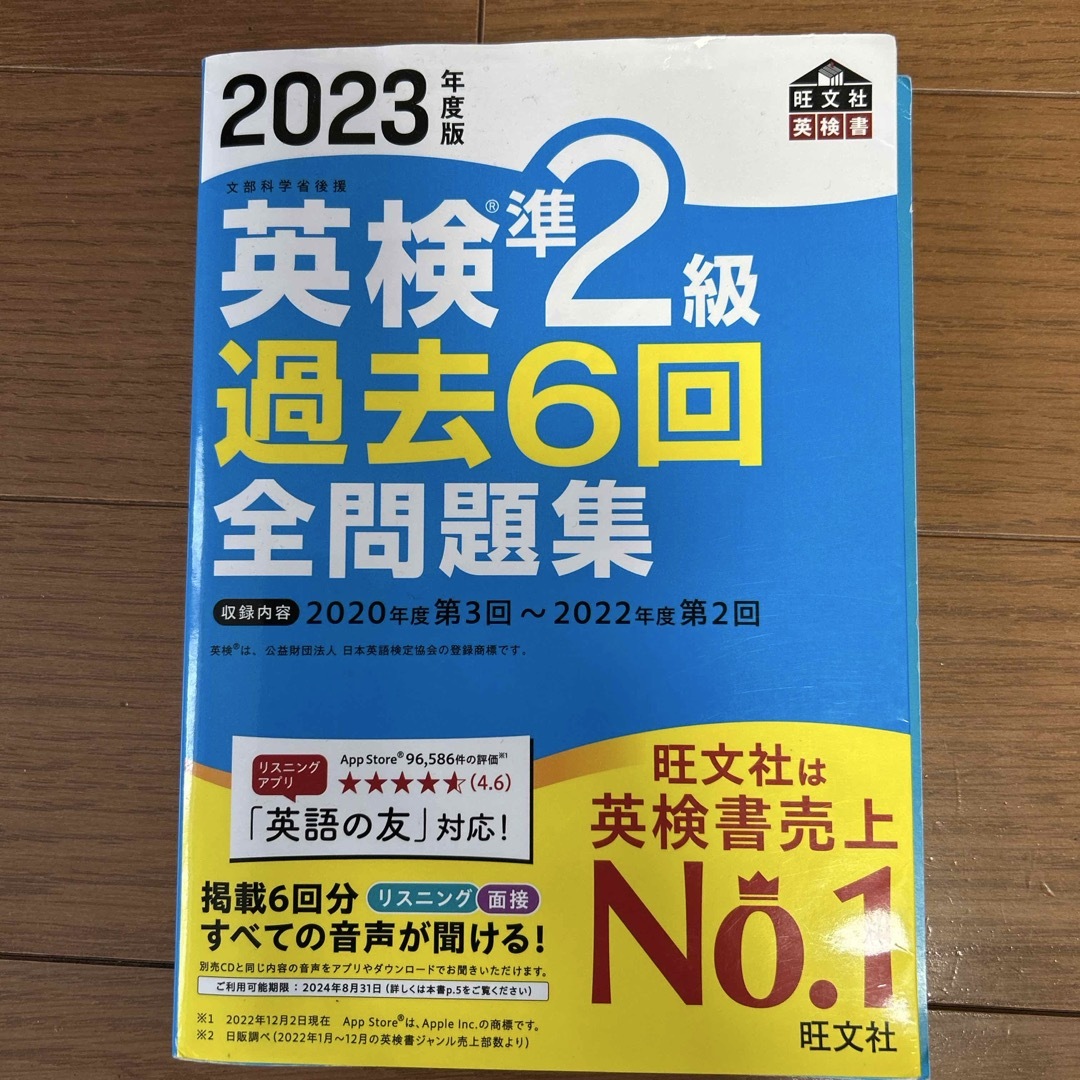 2023年度版
旺文社
英検書
文部科学省後援
英検®準2級
過去6回
全問題集
収録内容 2020年度 第3回～2022年度 第2回
英検®は、公益財団法人 日本英語検定協会の登録商標です。
リスニング
アプリ
App Store® 96,586件の評価※1
★★★★⯪(4.6)
「英語の友」対応！
旺文社は
英検書売上
No.1
掲載6回分 リスニング 面接
すべての音声が聞ける！
別売CDと同じ内容の音声をアプリやダウンロードでお聞きいただけます。
ご利用可能期限：2024年8月31日（詳しくは本書p.5をご覧ください）
※1 2022年12月2日現在 App Store®は、Apple Inc.の商標です。
※2 日販調べ（2022年1月～12月の英検書ジャンル売上部数より）
旺文社